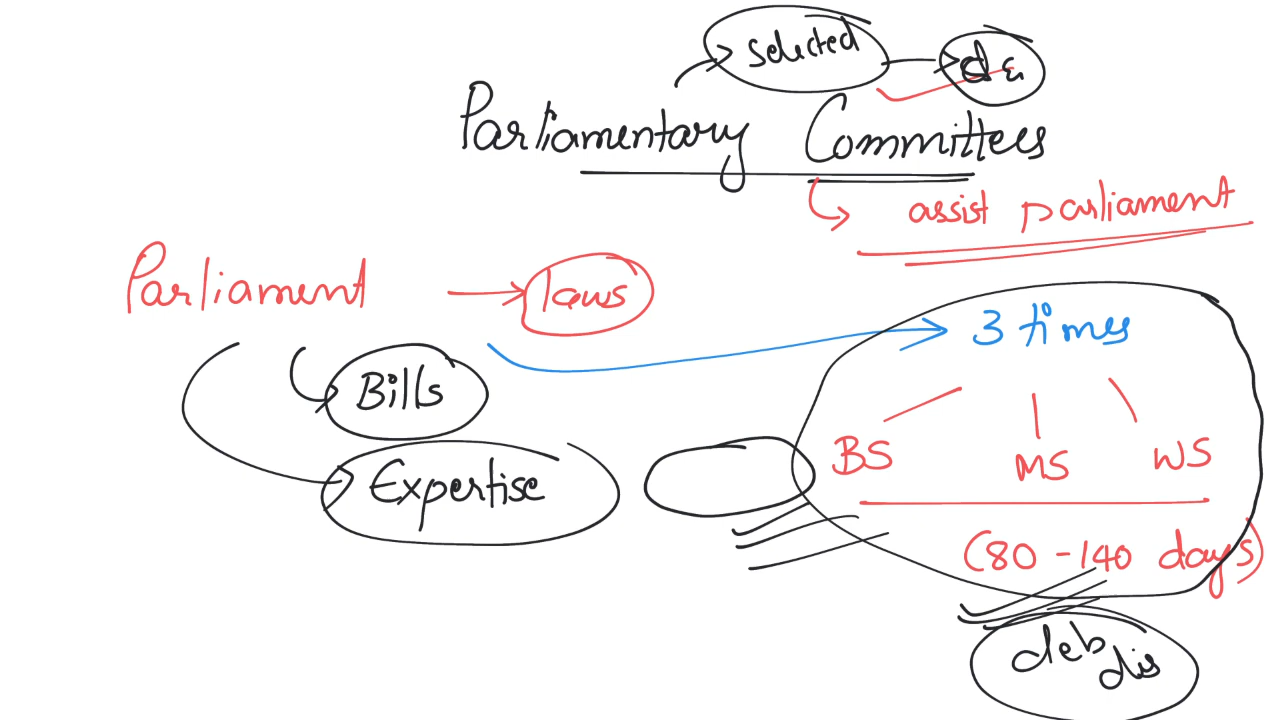 selected
Parliamentary Committees
assist parliament
Parliament laws
3 times
Bills
BS MS WS
Expertise
(80-140 days)
deb
dis